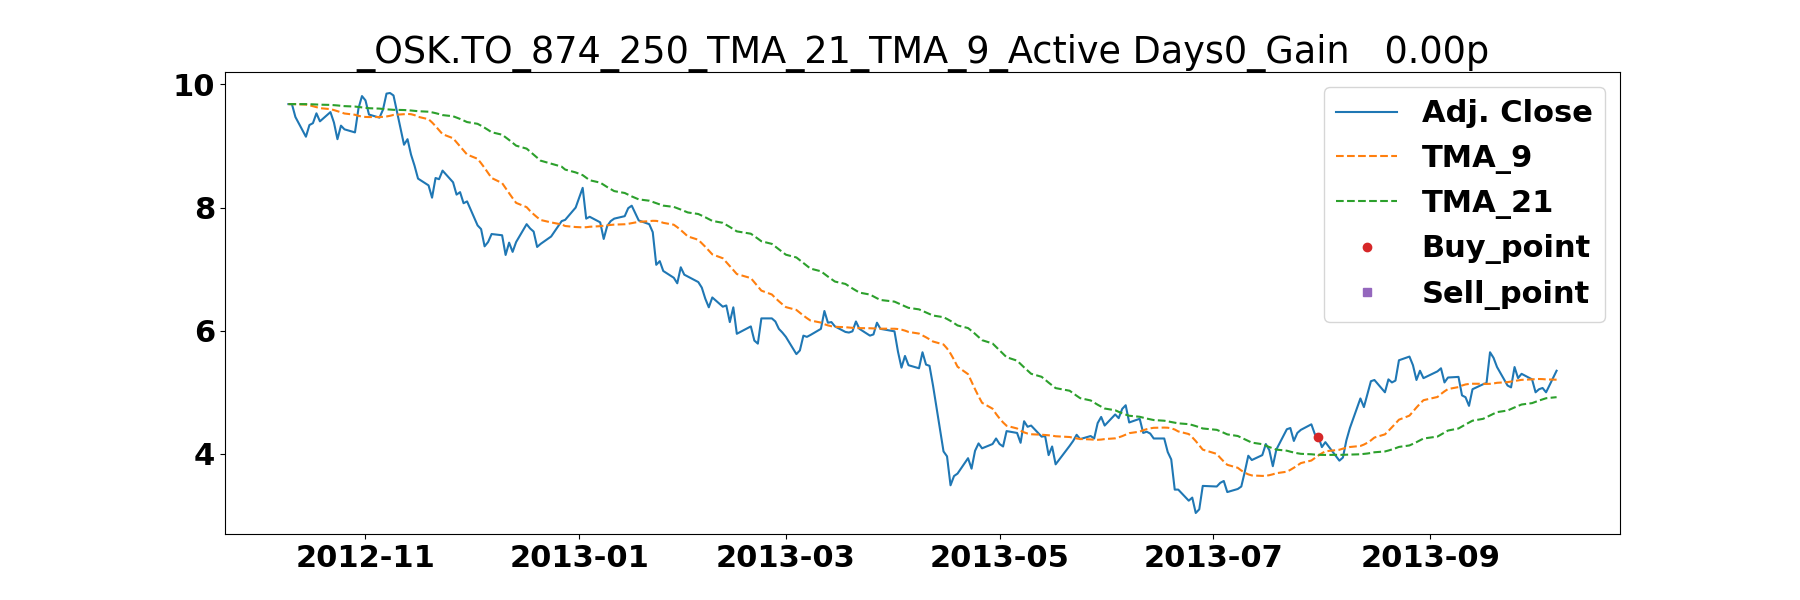 _OSK.TO_874_250_TMA_21_TMA_9_Active Days0_Gain   0.00p
10
8
6
4
Adj. Close
TMA_9
TMA_21
Buy_point
Sell_point
2012-11 2013-01 2013-03 2013-05 2013-07 2013-09